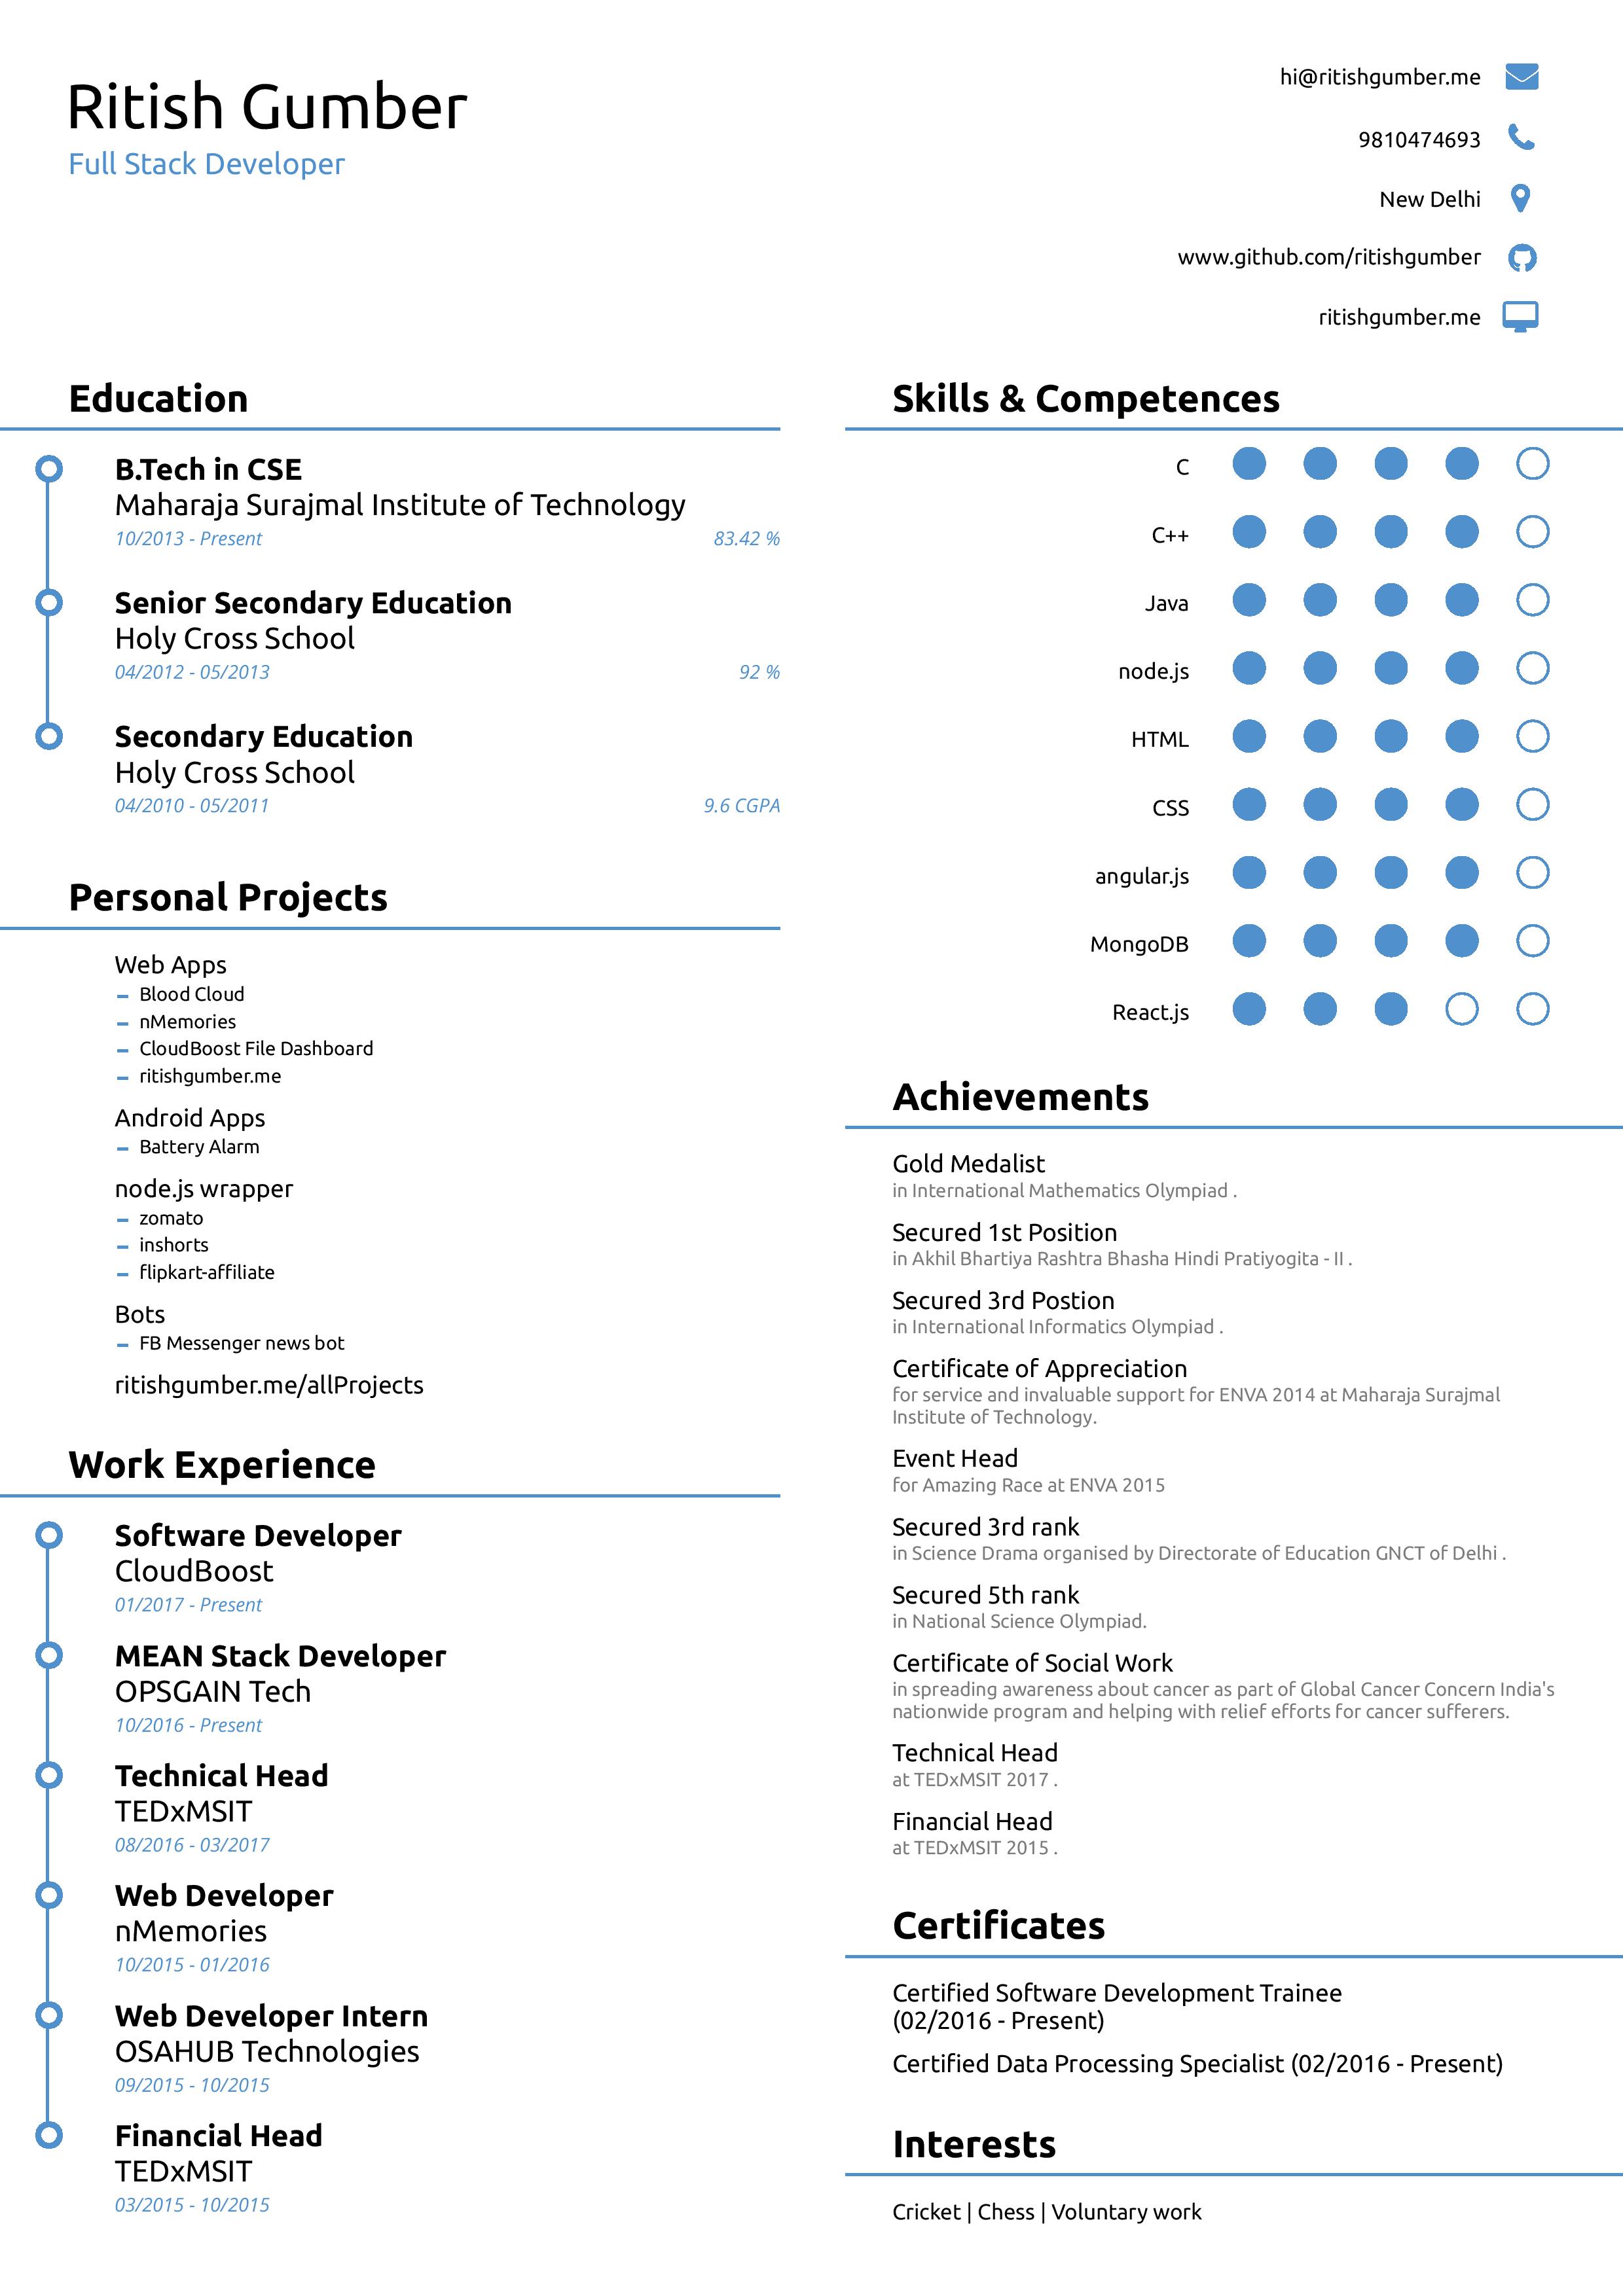 Ritish Gumber
Full Stack Developer
hi@ritishgumber.me
9810474693
New Delhi
www.github.com/ritishgumber
ritishgumber.me
Education
B.Tech in CSE
Maharaja Surajmal Institute of Technology
10/2013 - Present 83.42 %
Senior Secondary Education
Holy Cross School
04/2012 - 05/2013 92 %
Secondary Education
Holy Cross School
04/2010 - 05/2011 9.6 CGPA
Personal Projects
Web Apps
Blood Cloud
nMemories
CloudBoost File Dashboard
ritishgumber.me
Android Apps
Battery Alarm
node.js wrapper
zomato
inshorts
flipkart-affiliate
Bots
FB Messenger news bot
ritishgumber.me/allProjects
Work Experience
Software Developer
CloudBoost
01/2017 - Present
MEAN Stack Developer
OPSGAIN Tech
10/2016 - Present
Technical Head
TEDxMSIT
08/2016 - 03/2017
Web Developer
nMemories
10/2015 - 01/2016
Web Developer Intern
OSAHUB Technologies
09/2015 - 10/2015
Financial Head
TEDxMSIT
03/2015 - 10/2015
Skills & Competences
C
C++
Java
node.js
HTML
CSS
angular.js
MongoDB
React.js
Achievements
Gold Medalist
in International Mathematics Olympiad .
Secured 1st Position
in Akhil Bhartiya Rashtra Bhasha Hindi Pratiyogita - II .
Secured 3rd Postion
in International Informatics Olympiad .
Certificate of Appreciation
for service and invaluable support for ENVA 2014 at Maharaja Surajmal
Institute of Technology.
Event Head
for Amazing Race at ENVA 2015
Secured 3rd rank
in Science Drama organised by Directorate of Education GNCT of Delhi .
Secured 5th rank
in National Science Olympiad.
Certificate of Social Work
in spreading awareness about cancer as part of Global Cancer Concern India's
nationwide program and helping with relief efforts for cancer sufferers.
Technical Head
at TEDxMSIT 2017 .
Financial Head
at TEDxMSIT 2015 .
Certificates
Certified Software Development Trainee
(02/2016 - Present)
Certified Data Processing Specialist (02/2016 - Present)
Interests
Cricket | Chess | Voluntary work